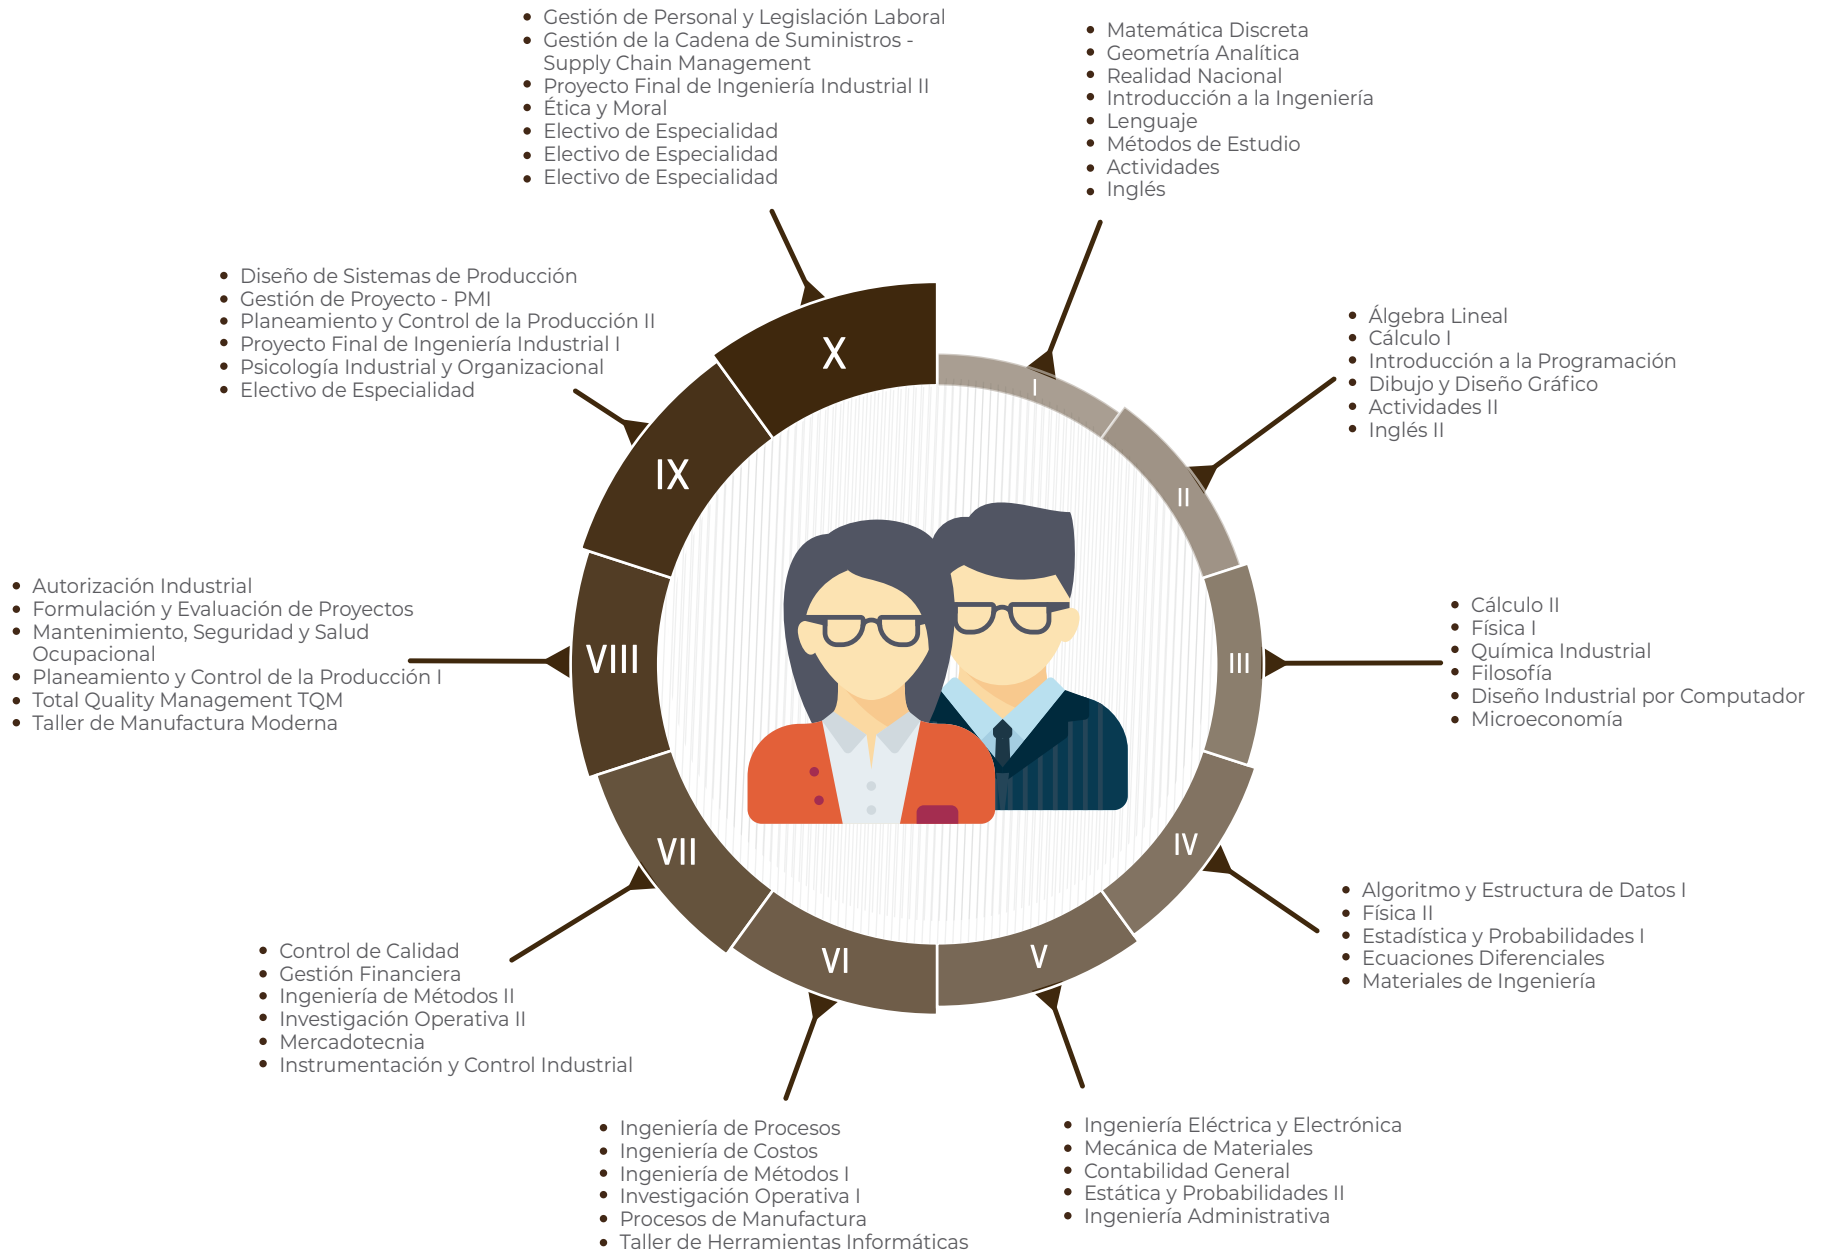 I
Matemática Discreta
Geometría Analítica
Realidad Nacional
Introducción a la Ingeniería
Lenguaje
Métodos de Estudio
Actividades
Inglés
II
Álgebra Lineal
Cálculo I
Introducción a la Programación
Dibujo y Diseño Gráfico
Actividades II
Inglés II
III
Cálculo II
Física I
Química Industrial
Filosofía
Diseño Industrial por Computador
Microeconomía
IV
Algoritmo y Estructura de Datos I
Física II
Estadística y Probabilidades I
Ecuaciones Diferenciales
Materiales de Ingeniería
V
Ingeniería Eléctrica y Electrónica
Mecánica de Materiales
Contabilidad General
Estática y Probabilidades II
Ingeniería Administrativa
VI
Ingeniería de Procesos
Ingeniería de Costos
Ingeniería de Métodos I
Investigación Operativa I
Procesos de Manufactura
Taller de Herramientas Informáticas
VII
Control de Calidad
Gestión Financiera
Ingeniería de Métodos II
Investigación Operativa II
Mercadotecnia
Instrumentación y Control Industrial
VIII
Autorización Industrial
Formulación y Evaluación de Proyectos
Mantenimiento, Seguridad y Salud
Ocupacional
Planeamiento y Control de la Producción I
Total Quality Management TQM
Taller de Manufactura Moderna
IX
Diseño de Sistemas de Producción
Gestión de Proyecto - PMI
Planeamiento y Control de la Producción II
Proyecto Final de Ingeniería Industrial I
Psicología Industrial y Organizacional
Electivo de Especialidad
X
Gestión de Personal y Legislación Laboral
Gestión de la Cadena de Suministros -
Supply Chain Management
Proyecto Final de Ingeniería Industrial II
Ética y Moral
Electivo de Especialidad
Electivo de Especialidad
Electivo de Especialidad